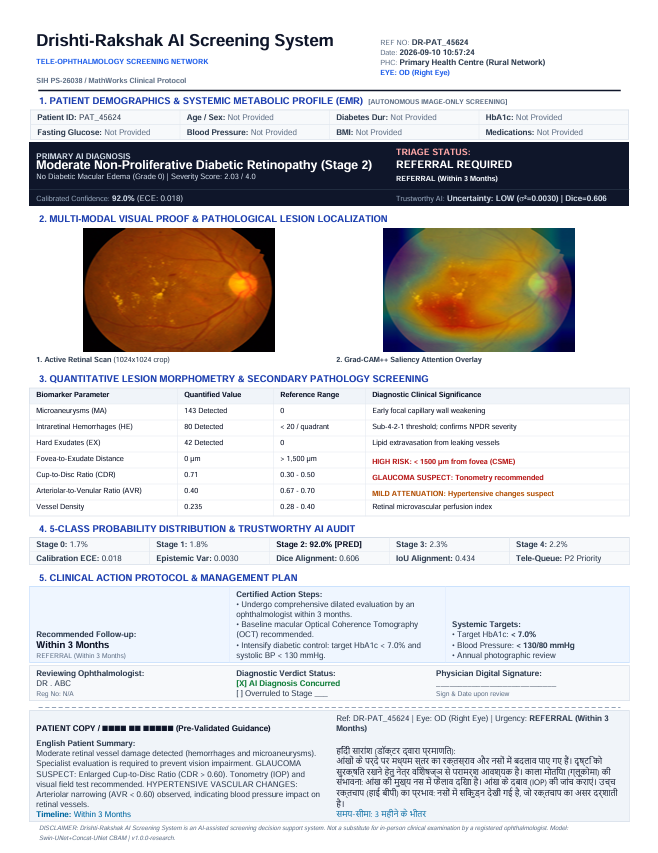 Drishti-Rakshak AI Screening System
TELE-OPHTHALMOLOGY SCREENING NETWORK
SIH PS-26038 / MathWorks Clinical Protocol
REF NO: DR-PAT_45624
Date: 2026-09-10 10:57:24
PHC: Primary Health Centre (Rural Network)
EYE: OD (Right Eye)
1. PATIENT DEMOGRAPHICS & SYSTEMIC METABOLIC PROFILE (EMR) [AUTONOMOUS IMAGE-ONLY SCREENING]
Patient ID: PAT_45624 Age / Sex: Not Provided Diabetes Dur: Not Provided HbA1c: Not Provided
Fasting Glucose: Not Provided Blood Pressure: Not Provided BMI: Not Provided Medications: Not Provided
PRIMARY AI DIAGNOSIS
Moderate Non-Proliferative Diabetic Retinopathy (Stage 2)
No Diabetic Macular Edema (Grade 0) | Severity Score: 2.03 / 4.0
TRIAGE STATUS:
REFERRAL REQUIRED
REFERRAL (Within 3 Months)
Calibrated Confidence: 92.0% (ECE: 0.018) Trustworthy AI: Uncertainty: LOW (σ²=0.0030) | Dice=0.606
2. MULTI-MODAL VISUAL PROOF & PATHOLOGICAL LESION LOCALIZATION
1. Active Retinal Scan (1024x1024 crop) 2. Grad-CAM++ Saliency Attention Overlay
3. QUANTITATIVE LESION MORPHOMETRY & SECONDARY PATHOLOGY SCREENING
Biomarker Parameter Quantified Value Reference Range Diagnostic Clinical Significance
Microaneurysms (MA) 143 Detected 0 Early focal capillary wall weakening
Intraretinal Hemorrhages (HE) 80 Detected < 20 / quadrant Sub-4-2-1 threshold; confirms NPDR severity
Hard Exudates (EX) 42 Detected 0 Lipid extravasation from leaking vessels
Fovea-to-Exudate Distance 0 µm > 1,500 µm HIGH RISK: < 1500 µm from fovea (CSME)
Cup-to-Disc Ratio (CDR) 0.71 0.30 - 0.50 GLAUCOMA SUSPECT: Tonometry recommended
Arteriolar-to-Venular Ratio (AVR) 0.40 0.67 - 0.70 MILD ATTENUATION: Hypertensive changes suspect
Vessel Density 0.235 0.28 - 0.40 Retinal microvascular perfusion index
4. 5-CLASS PROBABILITY DISTRIBUTION & TRUSTWORTHY AI AUDIT
Stage 0: 1.7% Stage 1: 1.8% Stage 2: 92.0% [PRED] Stage 3: 2.3% Stage 4: 2.2%
Calibration ECE: 0.018 Epistemic Var: 0.0030 Dice Alignment: 0.606 IoU Alignment: 0.434 Tele-Queue: P2 Priority
5. CLINICAL ACTION PROTOCOL & MANAGEMENT PLAN
Recommended Follow-up:
Within 3 Months
REFERRAL (Within 3 Months)
Certified Action Steps:
• Undergo comprehensive dilated evaluation by an
ophthalmologist within 3 months.
• Baseline macular Optical Coherence Tomography
(OCT) recommended.
• Intensify diabetic control: target HbA1c < 7.0% and
systolic BP < 130 mmHg.
Systemic Targets:
• Target HbA1c: < 7.0%
• Blood Pressure: < 130/80 mmHg
• Annual photographic review
Reviewing Ophthalmologist:
DR . ABC
Reg No: N/A
Diagnostic Verdict Status:
[X] AI Diagnosis Concurred
[ ] Overruled to Stage ___
Physician Digital Signature:
Sign & Date upon review
PATIENT COPY / ■■■■ ■■ ■■■■■ (Pre-Validated Guidance)
Ref: DR-PAT_45624 | Eye: OD (Right Eye) | Urgency: REFERRAL (Within 3
Months)
English Patient Summary:
Moderate retinal vessel damage detected (hemorrhages and microaneurysms).
Specialist evaluation is required to prevent vision impairment. GLAUCOMA
SUSPECT: Enlarged Cup-to-Disc Ratio (CDR > 0.60). Tonometry (IOP) and
visual field test recommended. HYPERTENSIVE VASCULAR CHANGES:
Arteriolar narrowing (AVR < 0.60) observed, indicating blood pressure impact on
retinal vessels.
Timeline: Within 3 Months
हिंदी सारांश (डॉक्टर द्वारा प्रमाणित):
आंखों के परदे पर मध्यम स्तर का रक्तस्राव और नसों में बदलाव पाए गए हैं। दृष्टि को
सुरक्षित रखने हेतु नेत्र विशेषज्ञ से परामर्श आवश्यक है। काला मोतिया (ग्लूकोमा) की
संभावना: आंख की मुख्य नस में फैलाव दिखा है। आंख के दबाव (IOP) की जांच कराएं। उच्च
रक्तचाप (हाई बीपी) का प्रभाव: नसों में सिकुड़न देखी गई है, जो रक्तचाप का असर दर्शाती
है।
समय-सीमा: 3 महीने के भीतर
DISCLAIMER: Drishti-Rakshak AI Screening System is an AI-assisted screening decision support system. Not a substitute for in-person clinical examination by a registered ophthalmologist. Model:
Swin-UNet+Concat-UNet CBAM | v1.0.0-research.